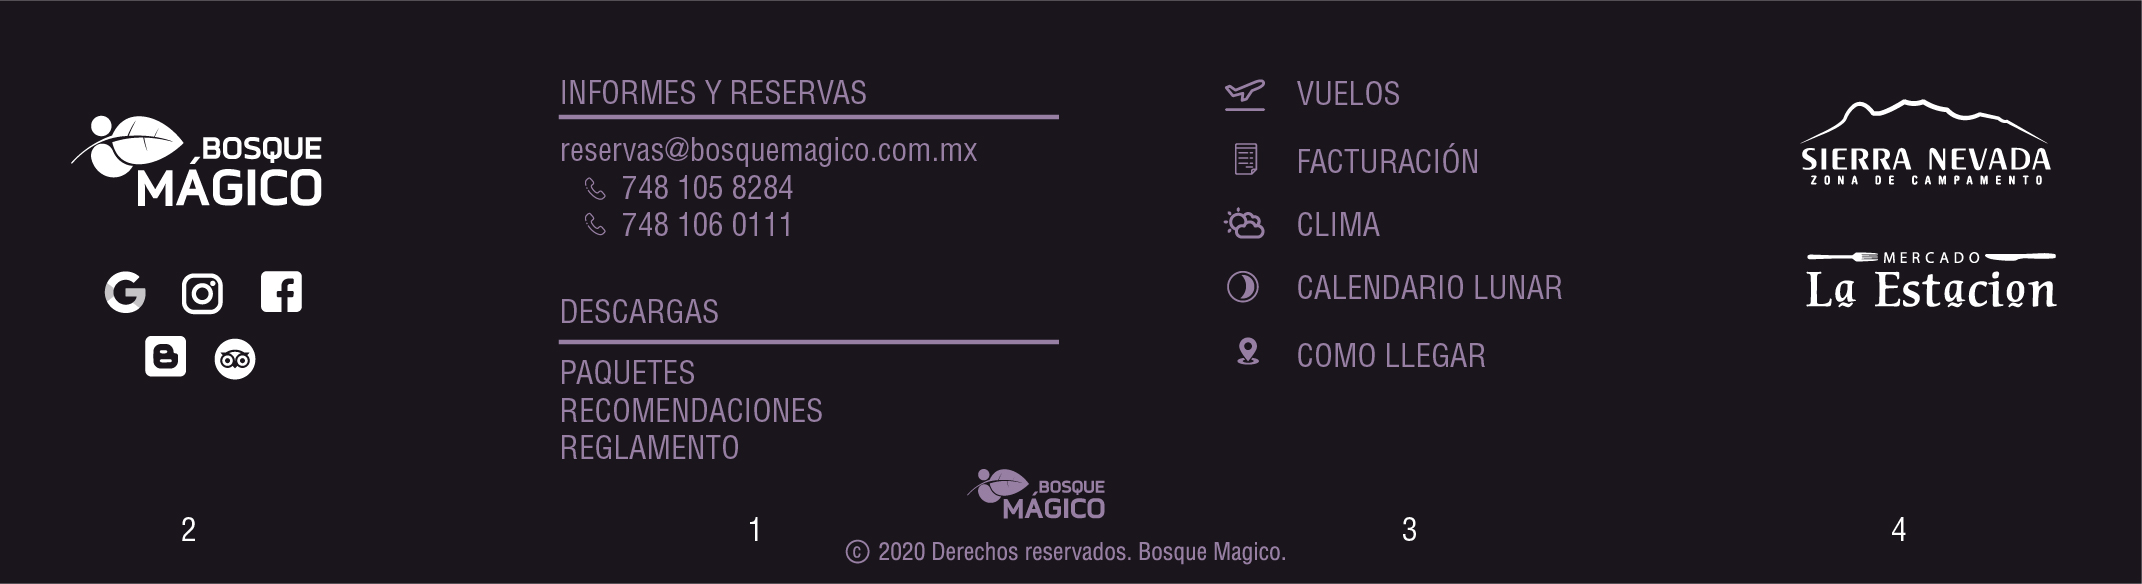 BOSQUE
MÁGICO
INFORMES Y RESERVAS
reservas@bosquemagico.com.mx
748 105 8284
748 106 0111
DESCARGAS
PAQUETES
RECOMENDACIONES
REGLAMENTO
VUELOS
FACTURACIÓN
CLIMA
CALENDARIO LUNAR
COMO LLEGAR
SIERRA NEVADA
ZONA DE CAMPAMENTO
MERCADO
La Estacion
BOSQUE
MÁGICO
2
1
3
4
© 2020 Derechos reservados. Bosque Magico.